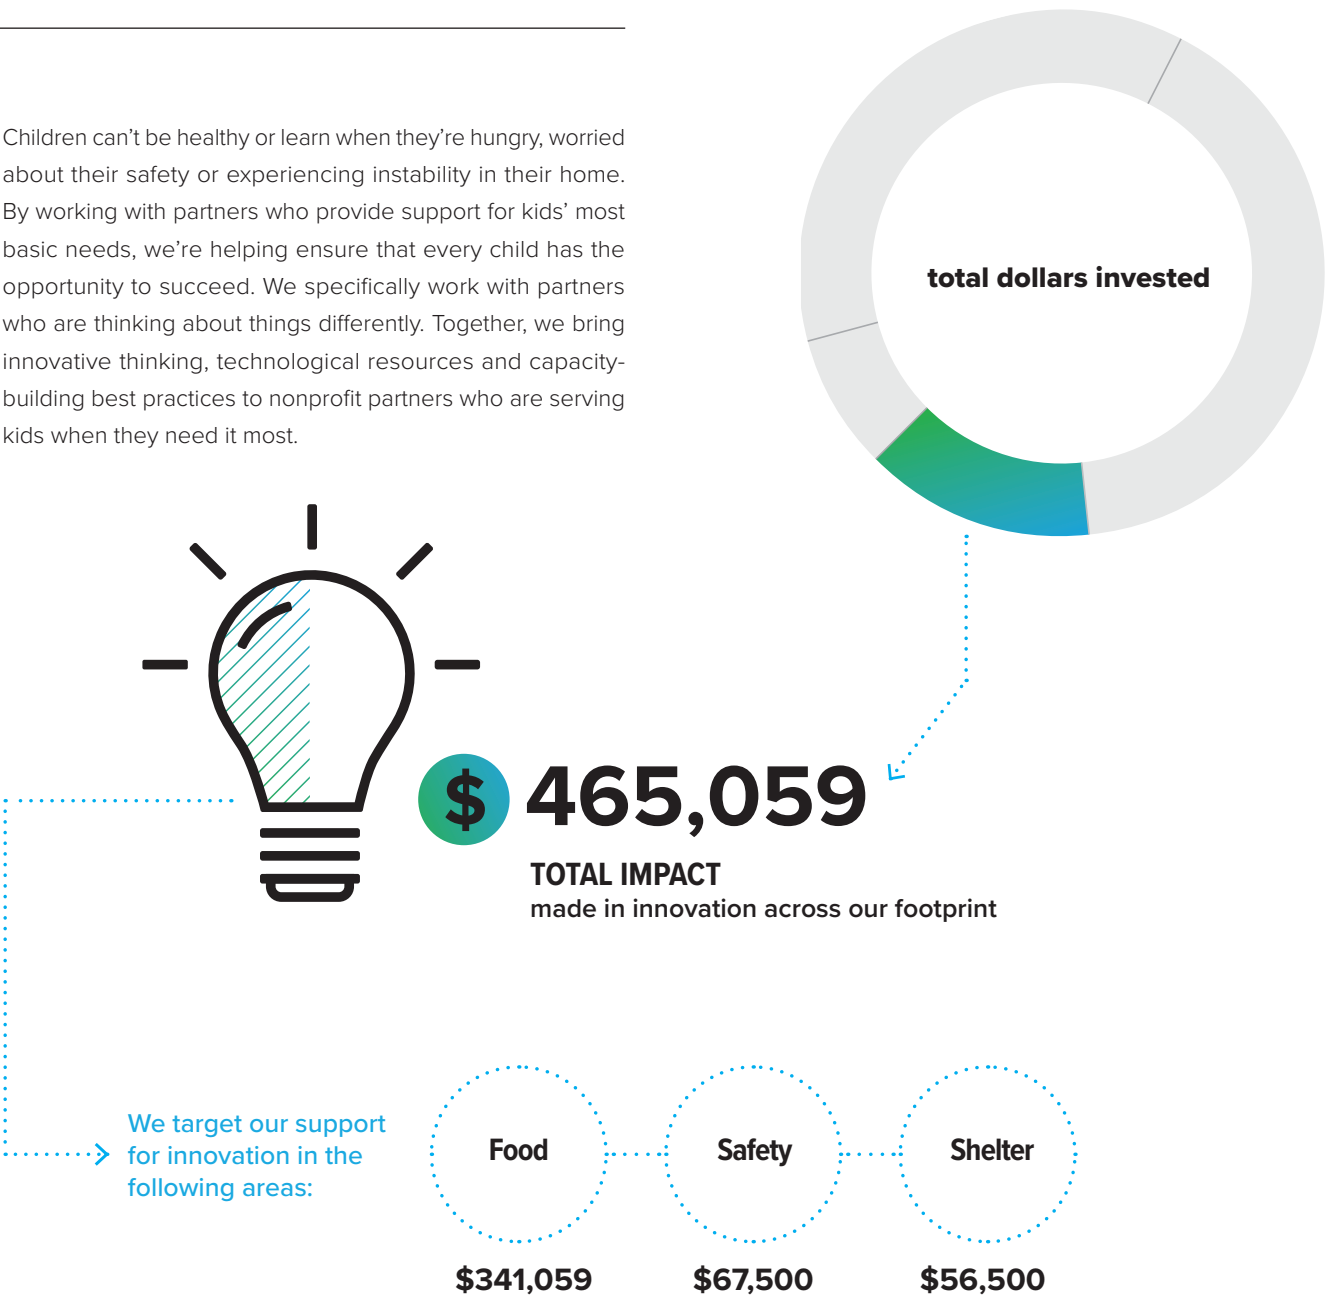 Children can’t be healthy or learn when they’re hungry, worried
about their safety or experiencing instability in their home.
By working with partners who provide support for kids’ most
basic needs, we’re helping ensure that every child has the
opportunity to succeed. We specifically work with partners
who are thinking about things differently. Together, we bring
innovative thinking, technological resources and capacity-
building best practices to nonprofit partners who are serving
kids when they need it most.
total dollars invested
$ 465,059
TOTAL IMPACT
made in innovation across our footprint
We target our support
for innovation in the
following areas:
Food
Safety
Shelter
$341,059
$67,500
$56,500